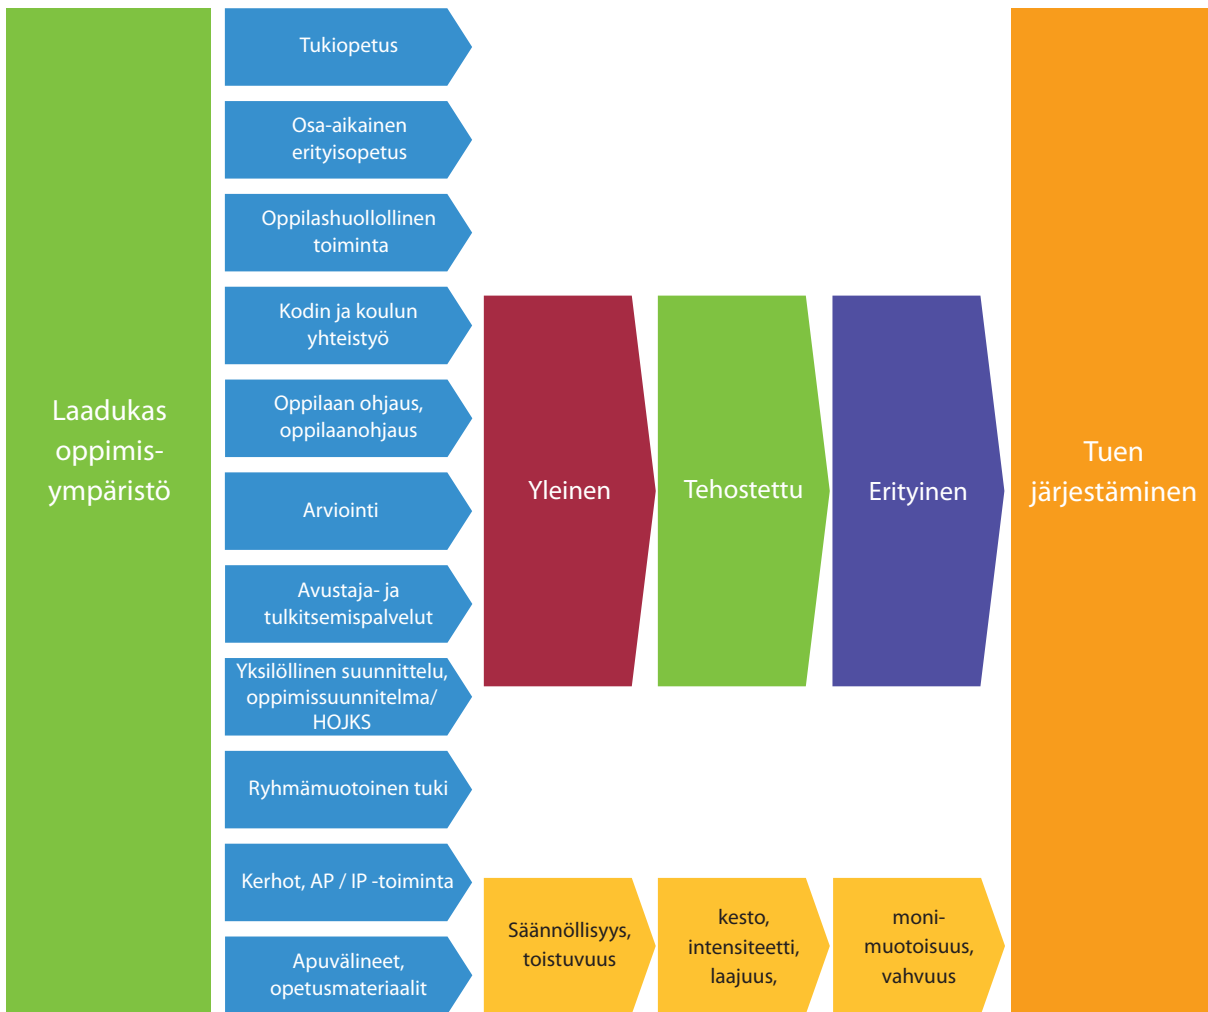 Laadukas
oppimis-
ympäristö
Tukiopetus
Osa-aikainen
erityisopetus
Oppilashuollollinen
toiminta
Kodin ja koulun
yhteistyö
Oppilaan ohjaus,
oppilaanohjaus
Arviointi
Avustaja- ja
tulkitsemispalvelut
Yksilöllinen suunnittelu,
oppimissuunnitelma/
HOJKS
Ryhmämuotoinen tuki
Kerhot, AP / IP -toiminta
Apuvälineet,
opetusmateriaalit
Yleinen
Tehostettu
Erityinen
Säännöllisyys,
toistuvuus
kesto,
intensiteetti,
laajuus,
moni-
muotoisuus,
vahvuus
Tuen
järjestäminen